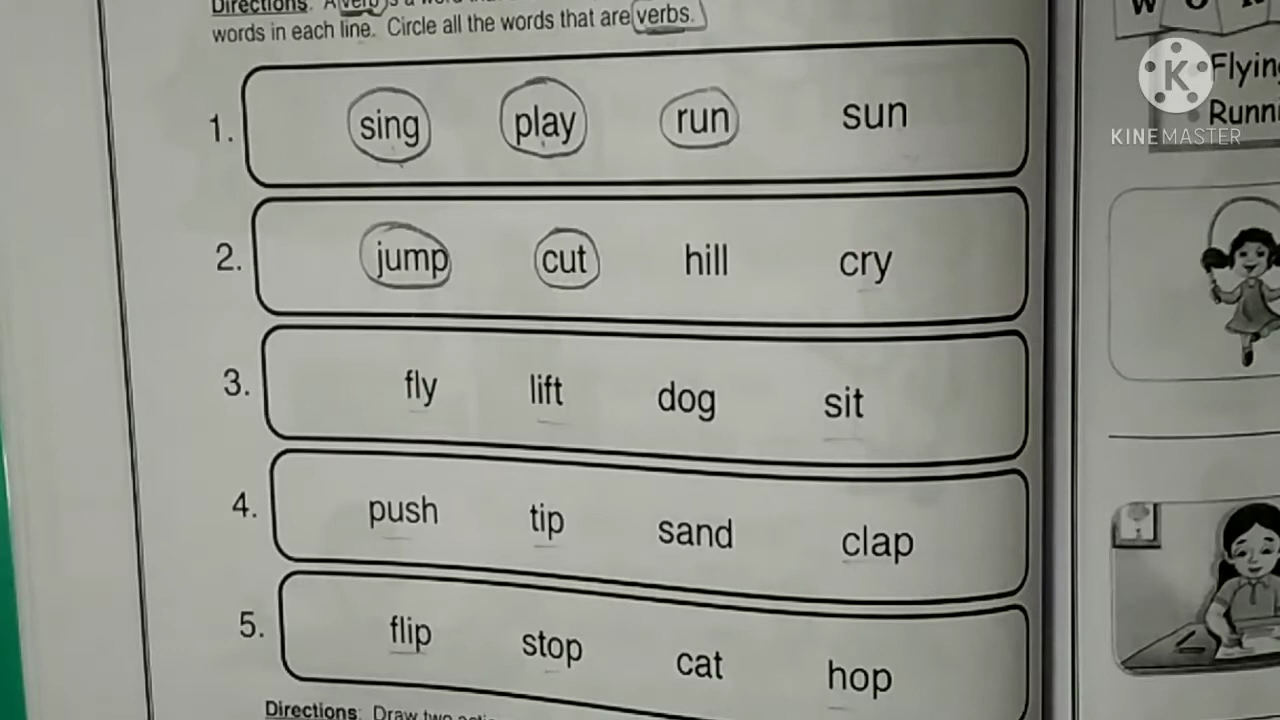 Directions: A verb is a word that
words in each line. Circle all the words that are verbs.
1. sing play run sun
2. jump cut hill cry
3. fly lift dog sit
4. push tip sand clap
5. flip stop cat hop
Directions: Draw two
Flying
Runni
KINEMASTER